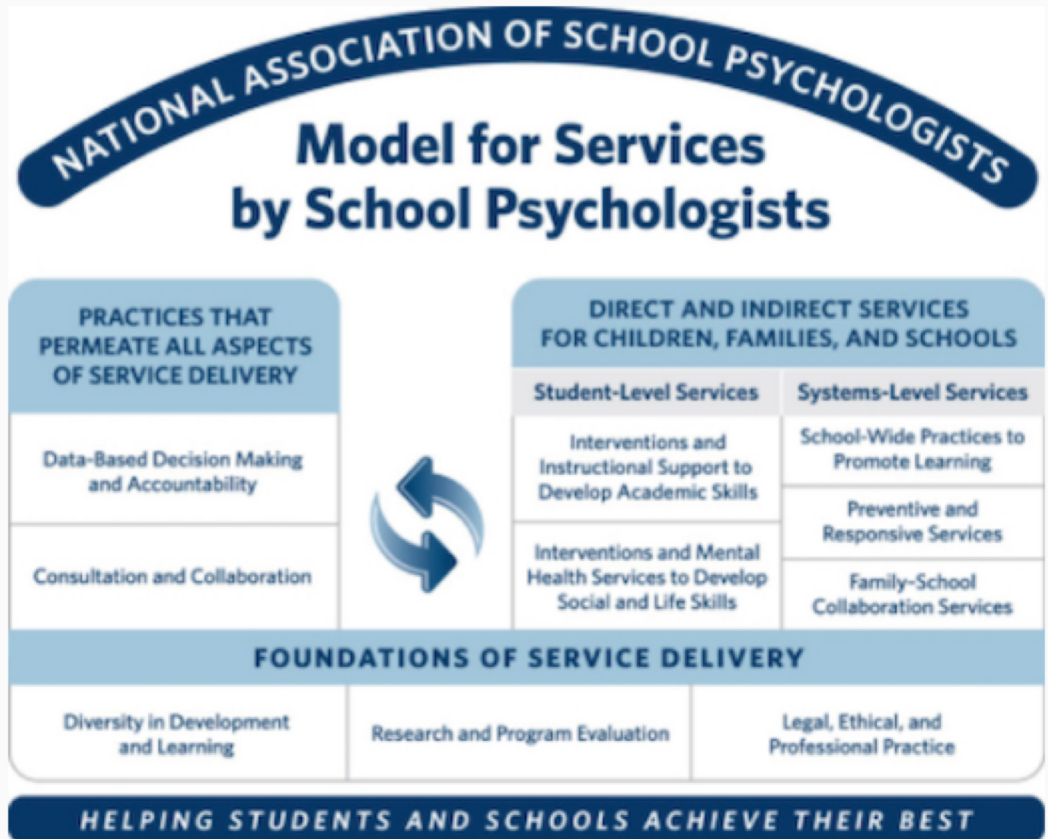 NATIONAL ASSOCIATION OF SCHOOL PSYCHOLOGISTS
Model for Services
by School Psychologists
PRACTICES THAT
PERMEATE ALL ASPECTS
OF SERVICE DELIVERY
Data-Based Decision Making
and Accountability
Consultation and Collaboration
DIRECT AND INDIRECT SERVICES
FOR CHILDREN, FAMILIES, AND SCHOOLS
Student-Level Services
Interventions and
Instructional Support to
Develop Academic Skills
Interventions and Mental
Health Services to Develop
Social and Life Skills
Systems-Level Services
School-Wide Practices to
Promote Learning
Preventive and
Responsive Services
Family–School
Collaboration Services
FOUNDATIONS OF SERVICE DELIVERY
Diversity in Development
and Learning
Research and Program Evaluation
Legal, Ethical, and
Professional Practice
HELPING STUDENTS AND SCHOOLS ACHIEVE THEIR BEST